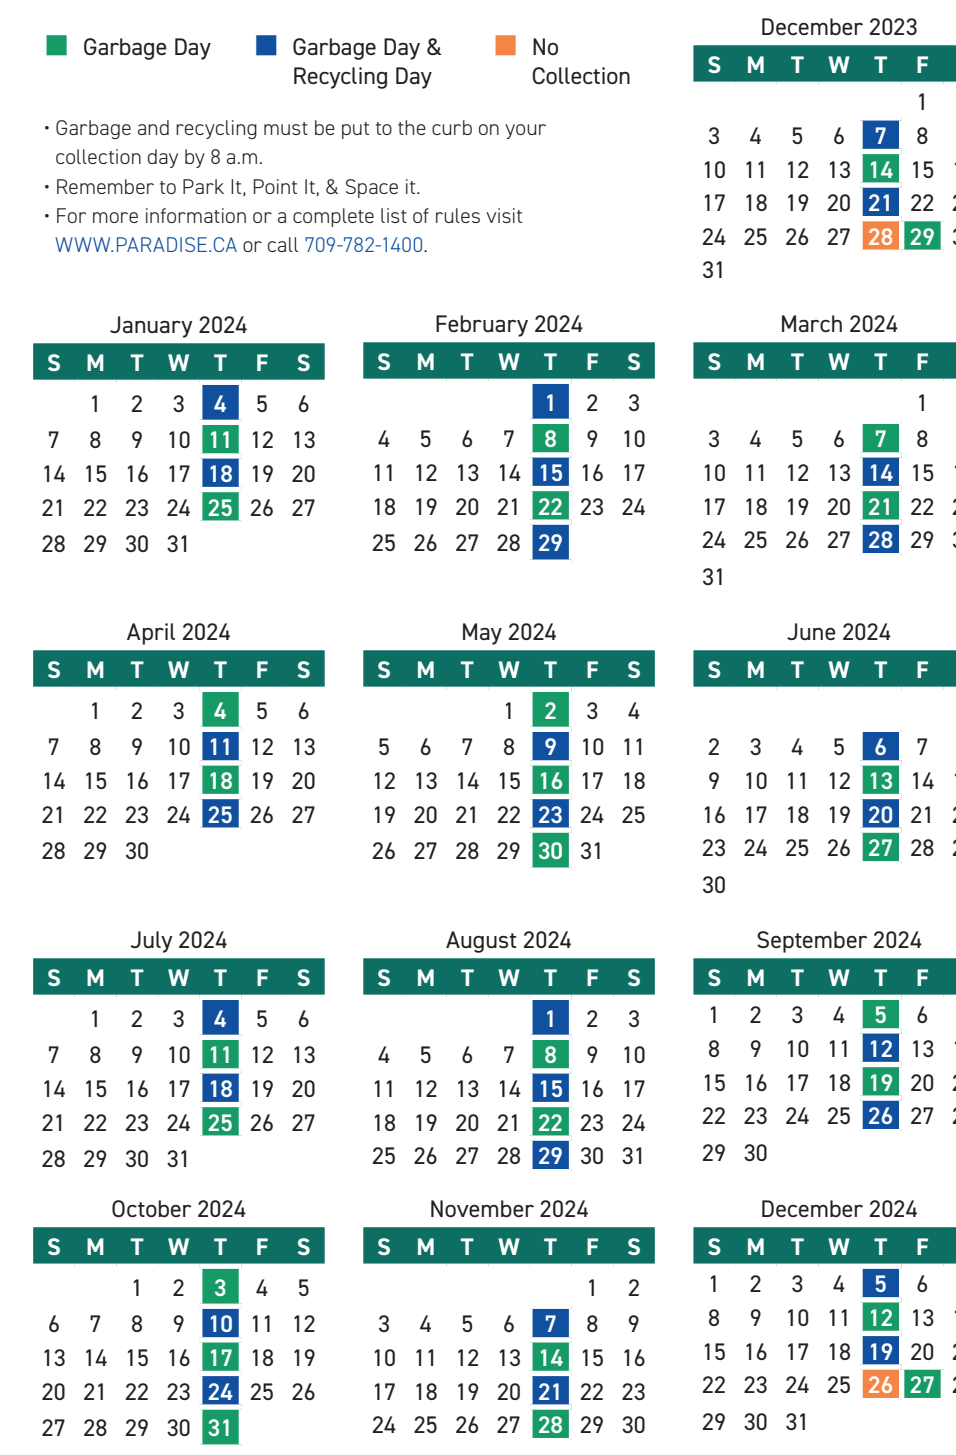 Garbage Day
Garbage Day &
Recycling Day
No
Collection
• Garbage and recycling must be put to the curb on your
collection day by 8 a.m.
• Remember to Park It, Point It, & Space it.
• For more information or a complete list of rules visit
WWW.PARADISE.CA or call 709-782-1400.
December 2023
S M T W T F
1
3 4 5 6 7 8
10 11 12 13 14 15
17 18 19 20 21 22
24 25 26 27 28 29
31
January 2024
S M T W T F S
1 2 3 4 5 6
7 8 9 10 11 12 13
14 15 16 17 18 19 20
21 22 23 24 25 26 27
28 29 30 31
February 2024
S M T W T F S
1 2 3
4 5 6 7 8 9 10
11 12 13 14 15 16 17
18 19 20 21 22 23 24
25 26 27 28 29
March 2024
S M T W T F
1
3 4 5 6 7 8
10 11 12 13 14 15
17 18 19 20 21 22
24 25 26 27 28 29
31
April 2024
S M T W T F S
1 2 3 4 5 6
7 8 9 10 11 12 13
14 15 16 17 18 19 20
21 22 23 24 25 26 27
28 29 30
May 2024
S M T W T F S
1 2 3 4
5 6 7 8 9 10 11
12 13 14 15 16 17 18
19 20 21 22 23 24 25
26 27 28 29 30 31
June 2024
S M T W T F
2 3 4 5 6 7
9 10 11 12 13 14
16 17 18 19 20 21
23 24 25 26 27 28
30
July 2024
S M T W T F S
1 2 3 4 5 6
7 8 9 10 11 12 13
14 15 16 17 18 19 20
21 22 23 24 25 26 27
28 29 30 31
August 2024
S M T W T F S
1 2 3
4 5 6 7 8 9 10
11 12 13 14 15 16 17
18 19 20 21 22 23 24
25 26 27 28 29 30 31
September 2024
S M T W T F
1 2 3 4 5 6
8 9 10 11 12 13
15 16 17 18 19 20
22 23 24 25 26 27
29 30
October 2024
S M T W T F S
1 2 3 4 5
6 7 8 9 10 11 12
13 14 15 16 17 18 19
20 21 22 23 24 25 26
27 28 29 30 31
November 2024
S M T W T F S
1 2
3 4 5 6 7 8 9
10 11 12 13 14 15 16
17 18 19 20 21 22 23
24 25 26 27 28 29 30
December 2024
S M T W T F
1 2 3 4 5 6
8 9 10 11 12 13
15 16 17 18 19 20
22 23 24 25 26 27
29 30 31